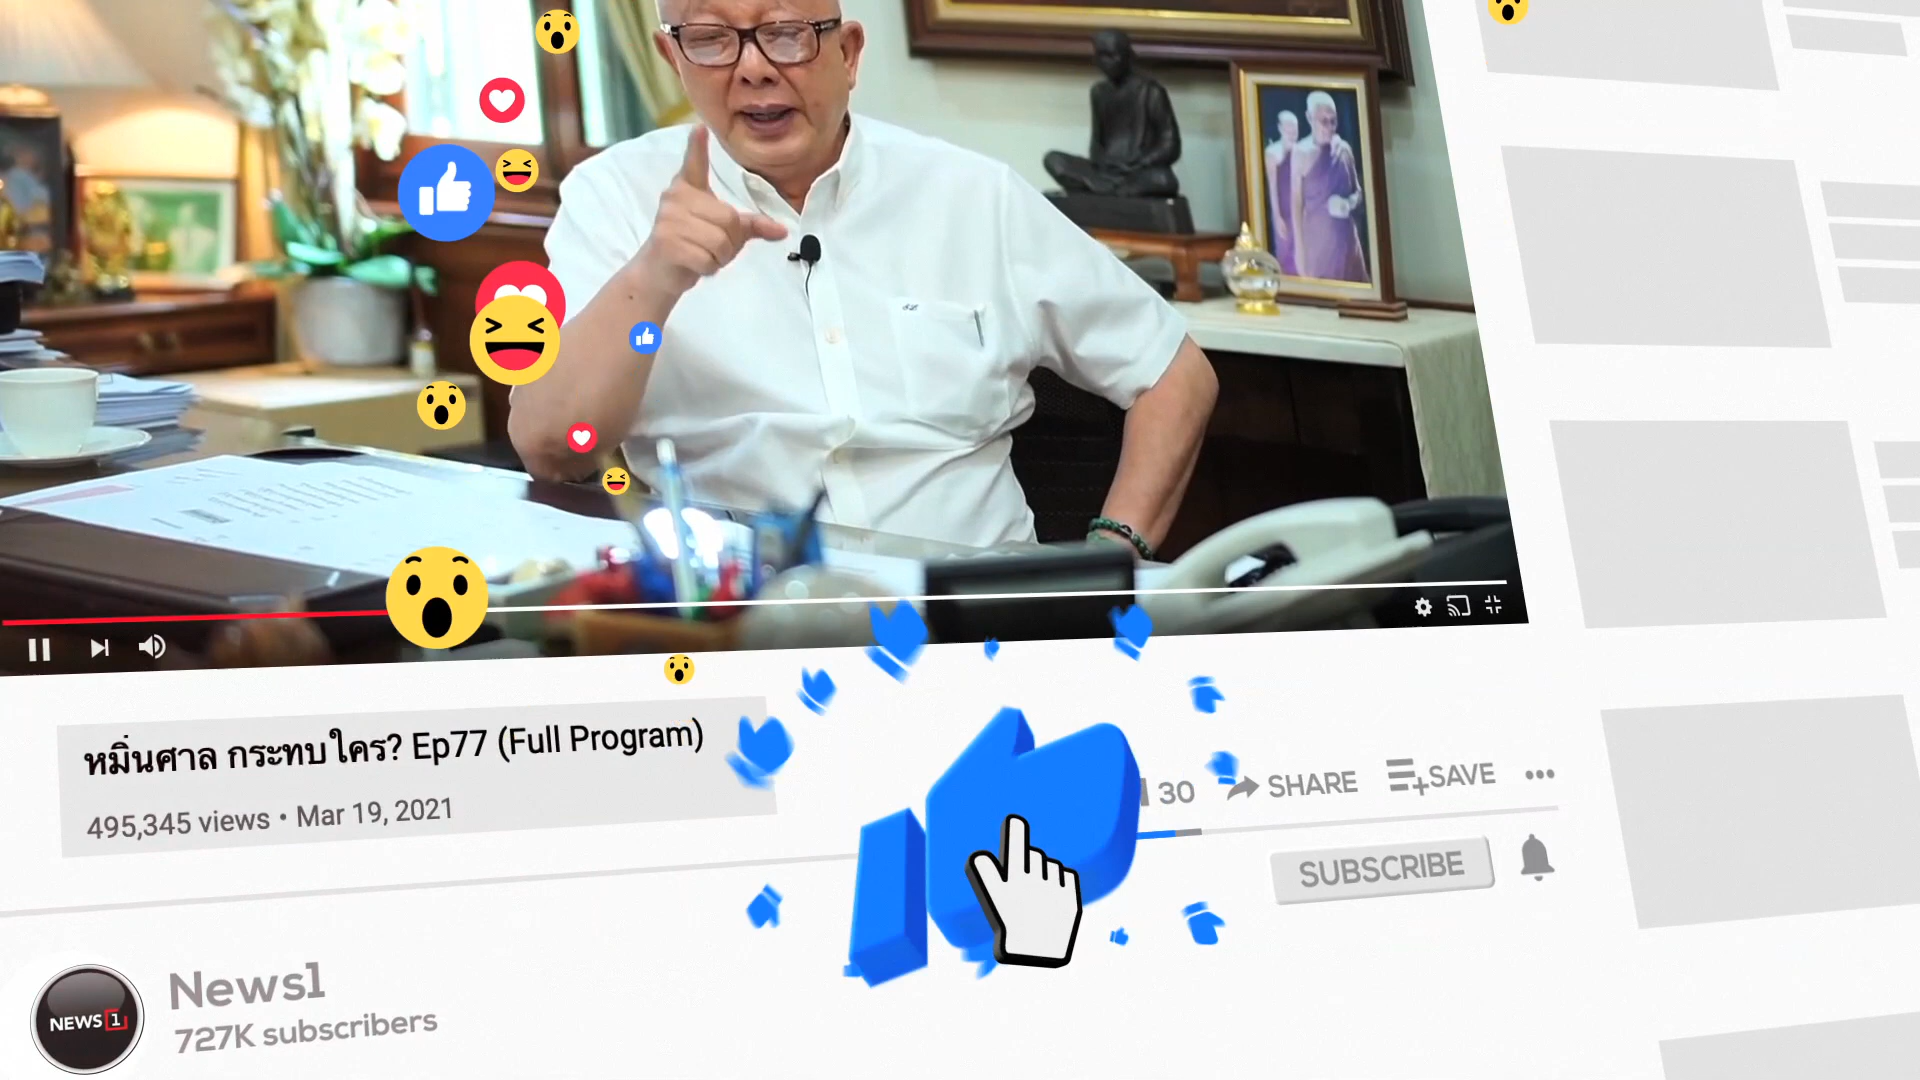 หมิ่นศาล กระทบใคร? Ep77 (Full Program)
495,345 views • Mar 19, 2021
30
SHARE
SAVE
SUBSCRIBE
NEWS 1
News1
727K subscribers